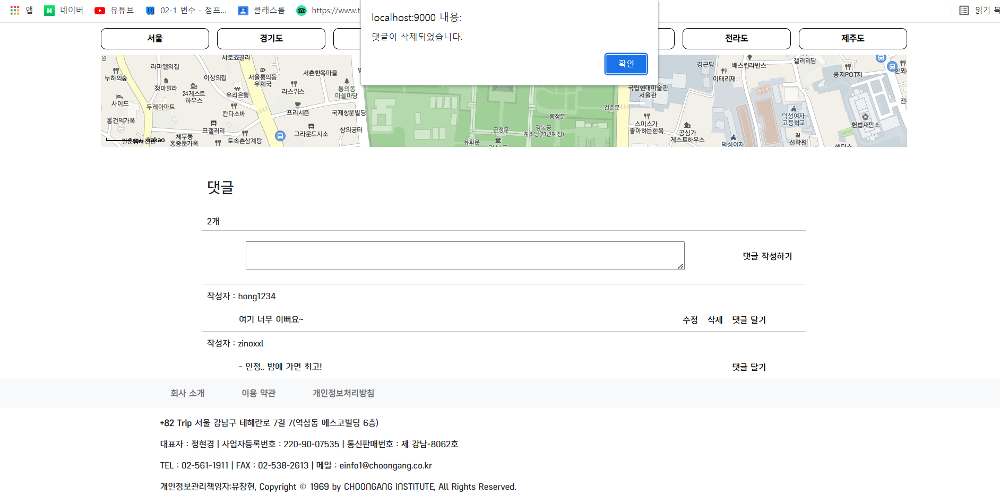 앱 네이버 유튜브 02-1 변수 - 점프... 클래스룸 https://www.t 읽기 목
localhost:9000 내용:
댓글이 삭제되었습니다.
확인
서울 경기도 전라도 제주도
원 샤토쇼콜라
라파엘의집
누하의숲
청마빌라
이상의집
24게스트
하우스
서울통의동
우체국
우리은행
서촌한옥마을
라스위스
통의동
마을마당
사이드
두레아파트
칸다소바
프리시즌
국제항운빌딩
홍건익가옥
표갤러리
그라운드시소
창의궁터
체부동
홍종문가옥
토속촌삼계탕
kakao
동정문
건춘문
근정문
경복궁
계조당(23년예정)
유화문
국립현대미술관
서울관
경근당
이태리재
배스킨라빈스
갤러리담
콩지POT지
스미스가
좋아하는한옥
공심가
게스트하우스
덕성여자
고등학교
덕성여자
선학원
헌법재판소
댓글
2개
댓글 작성하기
작성자 : hong1234
여기 너무 이뻐요~ 수정 삭제 댓글 달기
작성자 : zinoxxl
- 인정.. 밤에 가면 최고! 댓글 달기
회사 소개 이용 약관 개인정보처리방침
+82 Trip 서울 강남구 테헤란로 7길 7(역삼동 에스코빌딩 6층)
대표자 : 정현경 | 사업자등록번호 : 220-90-07535 | 통신판매번호 : 제 강남-8062호
TEL : 02-561-1911 | FAX : 02-538-2613 | 메일 : einfo1@choongang.co.kr
개인정보관리책임자:유창현, Copyright © 1969 by CHOONGANG INSTITUTE, All Rights Reserved.